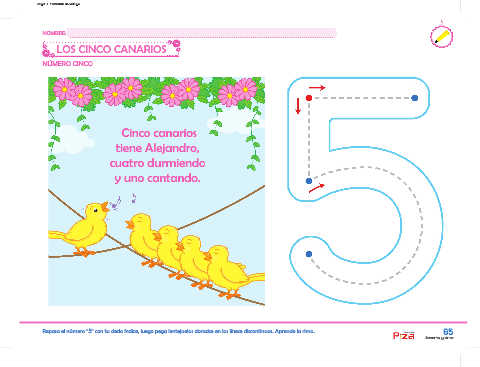 NOMBRE:
LOS CINCO CANARIOS
NÚMERO CINCO
Cinco canarios
tiene Alejandro,
cuatro durmiendo
y uno cantando.
Repasa el número "5" con tu dedo índice, luego pega lentejuelas doradas en las líneas discontinuas. Aprende la rima.
65